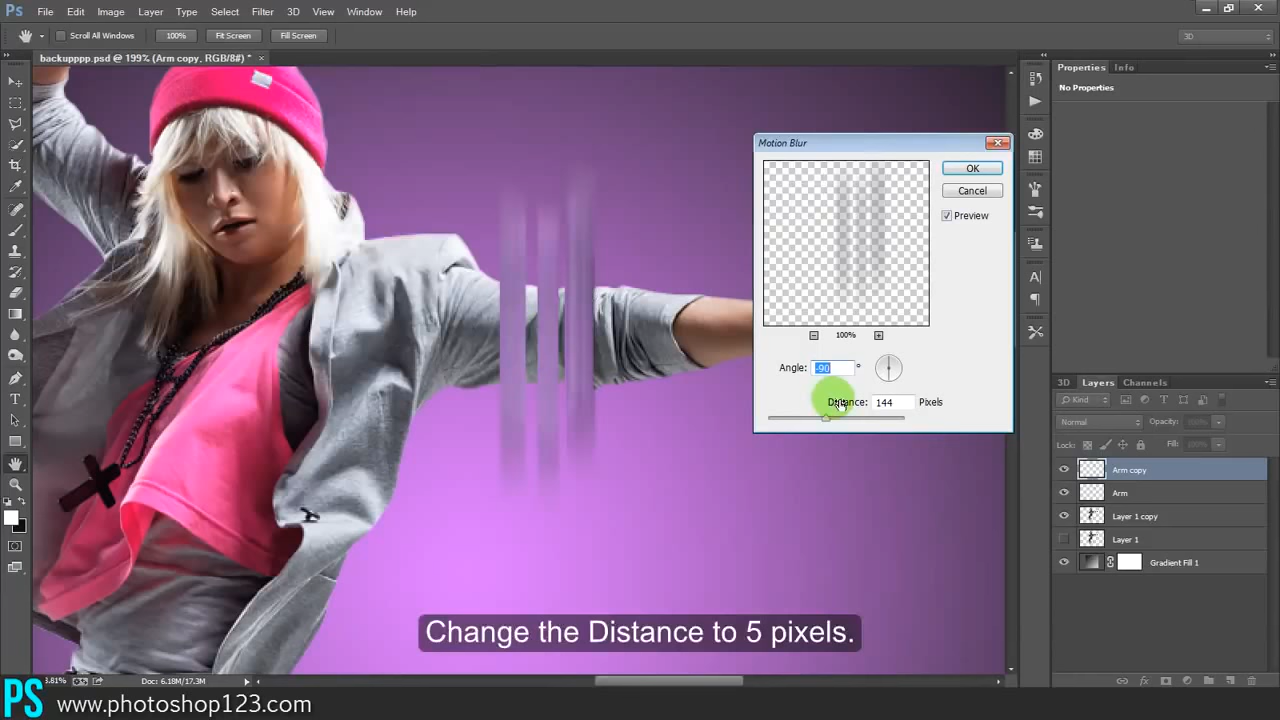 Ps File Edit Image Layer Type Select Filter 3D View Window Help
Scroll All Windows 100% Fit Screen Fill Screen 3D
backupppp.psd @ 199% (Arm copy, RGB/8#) *
Properties Info
No Properties
Motion Blur
OK
Cancel
Preview
100%
Angle: -90 °
Distance: 144 Pixels
3D Layers Channels
Kind
Normal Opacity: 100%
Lock: Fill: 100%
Arm copy
Arm
Layer 1 copy
Layer 1
Gradient Fill 1
Change the Distance to 5 pixels.
Doc: 6.18M/17.3M
PS www.photoshop123.com